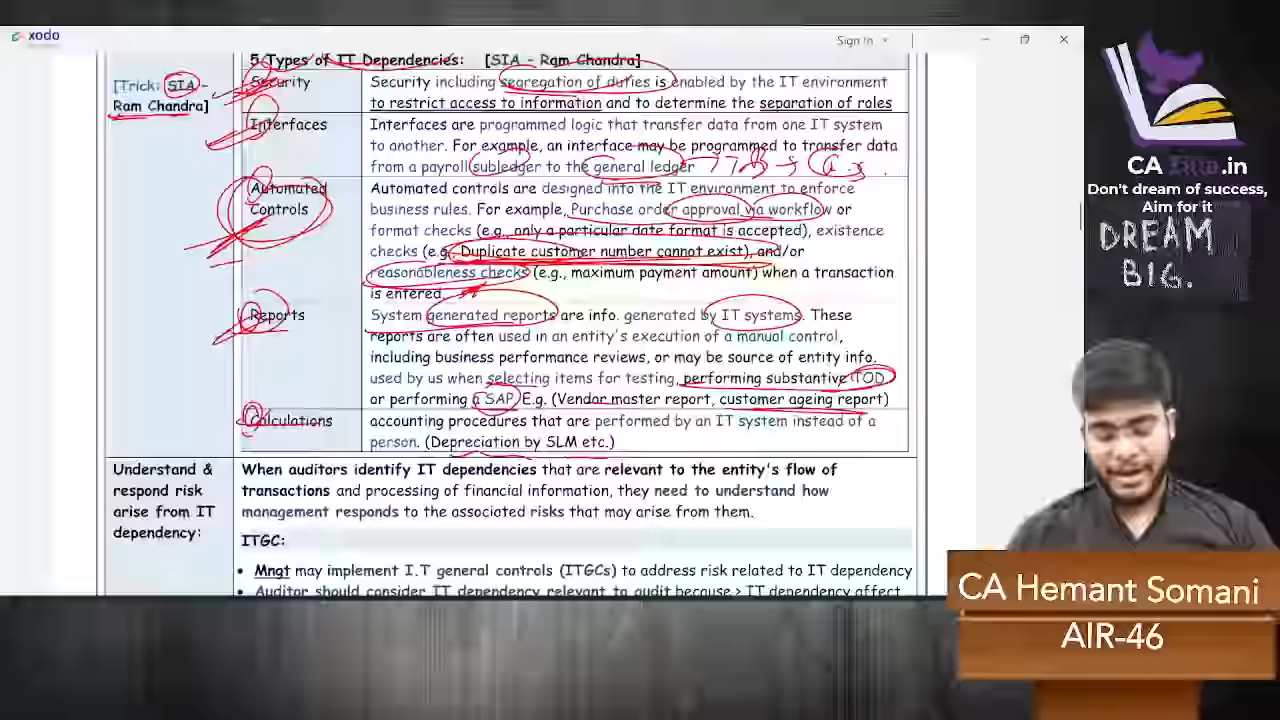 xodo
Sign In
5 Types of IT Dependencies: [SIA - Ram Chandra]
[Trick: SIA -
Ram Chandra]
Security
Security including segregation of duties is enabled by the IT environment
to restrict access to information and to determine the separation of roles
Interfaces
Interfaces are programmed logic that transfer data from one IT system
to another. For example, an interface may be programmed to transfer data
from a payroll subledger to the general ledger
Automated
Controls
Automated controls are designed into the IT environment to enforce
business rules. For example, Purchase order approval via workflow or
format checks (e.g., only a particular date format is accepted), existence
checks (e.g. Duplicate customer number cannot exist), and/or
reasonableness checks (e.g., maximum payment amount) when a transaction
is entered.
Reports
System generated reports are info. generated by IT systems. These
reports are often used in an entity's execution of a manual control,
including business performance reviews, or may be source of entity info.
used by us when selecting items for testing, performing substantive TOD
or performing a SAP. E.g. (Vendor master report, customer ageing report)
Calculations
accounting procedures that are performed by an IT system instead of a
person. (Depreciation by SLM etc.)
Understand &
respond risk
arise from IT
dependency:
When auditors identify IT dependencies that are relevant to the entity's flow of
transactions and processing of financial information, they need to understand how
management responds to the associated risks that may arise from them.
ITGC:
• Mngt may implement I.T general controls (ITGCs) to address risk related to IT dependency
• Auditor should consider IT dependency relevant to audit because > IT dependency affect
CA .in
Don't dream of success,
Aim for it
DREAM
BIG.
CA Hemant Somani
AIR-46